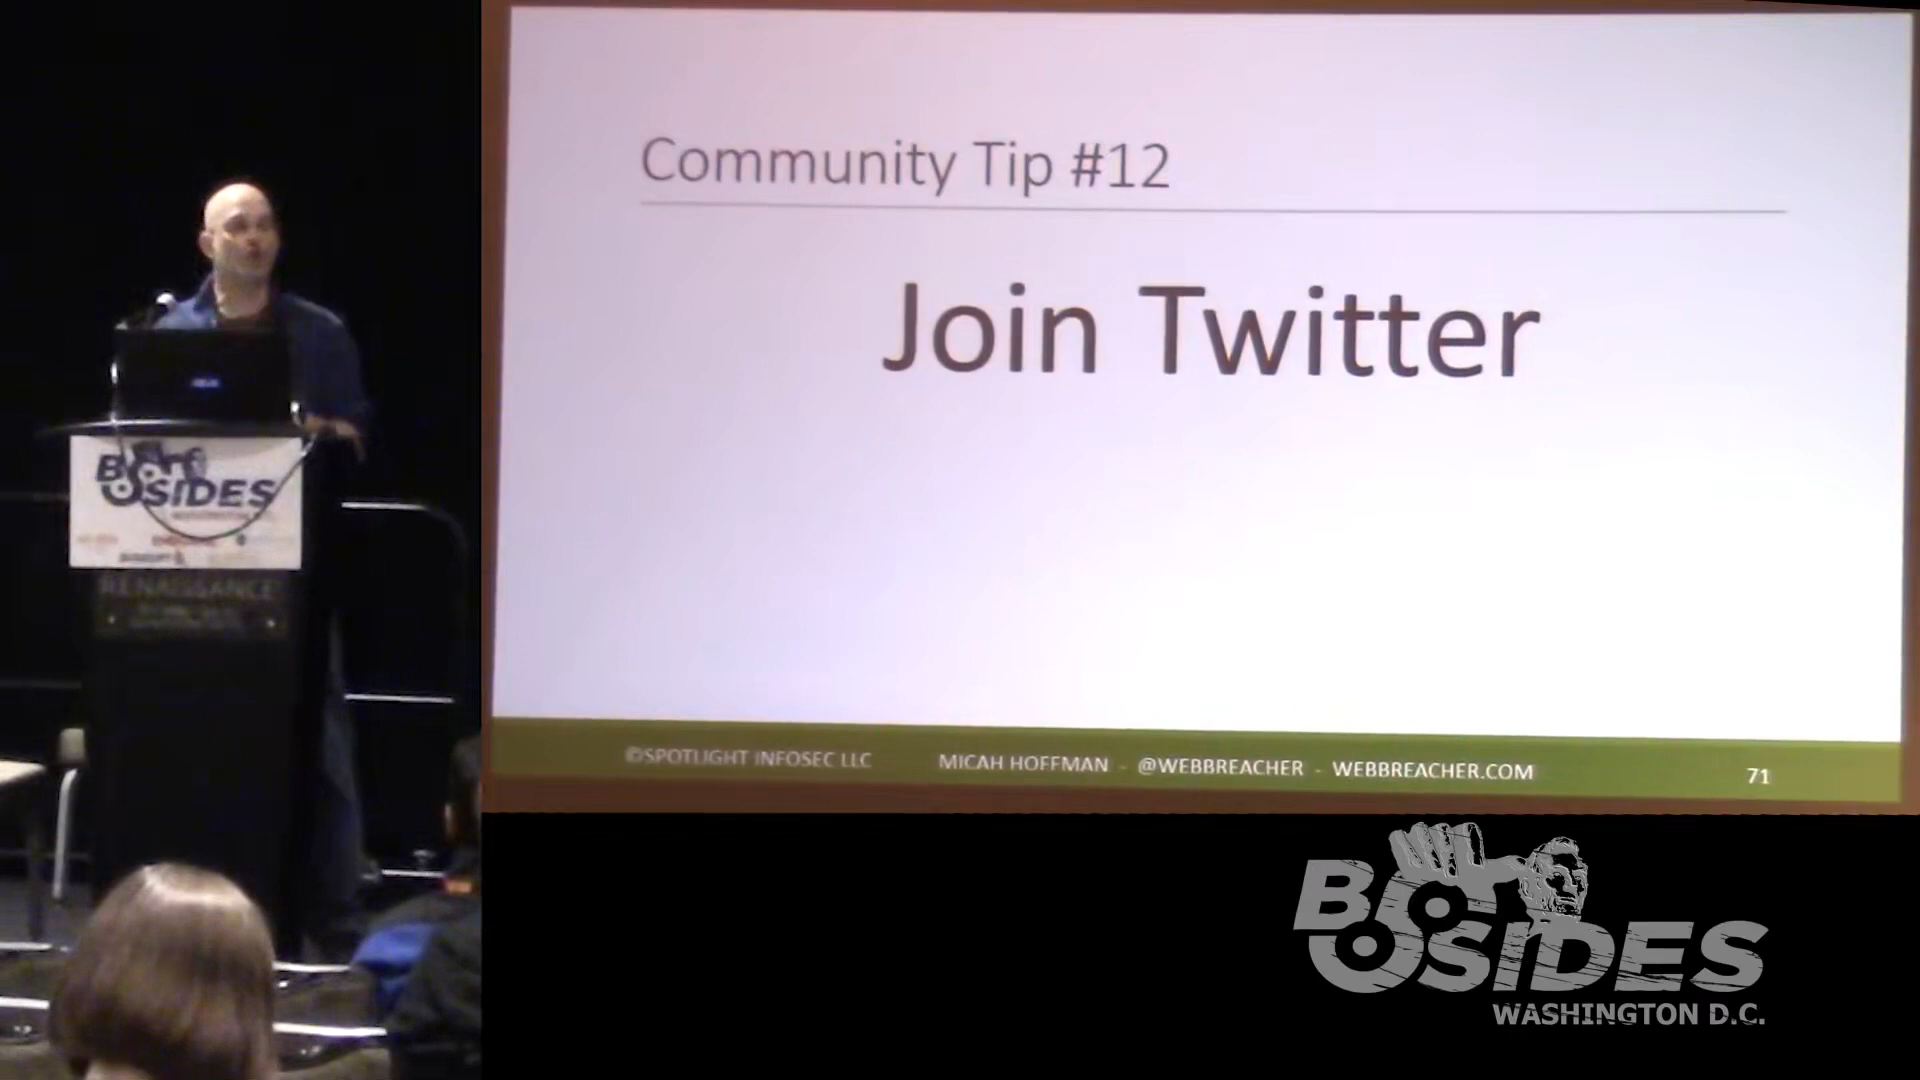 Community Tip #12
Join Twitter
©SPOTLIGHT INFOSEC LLC MICAH HOFFMAN - @WEBBREACHER - WEBBREACHER.COM 71
BSIDES
RENAISSANCE
BSIDES
WASHINGTON D.C.